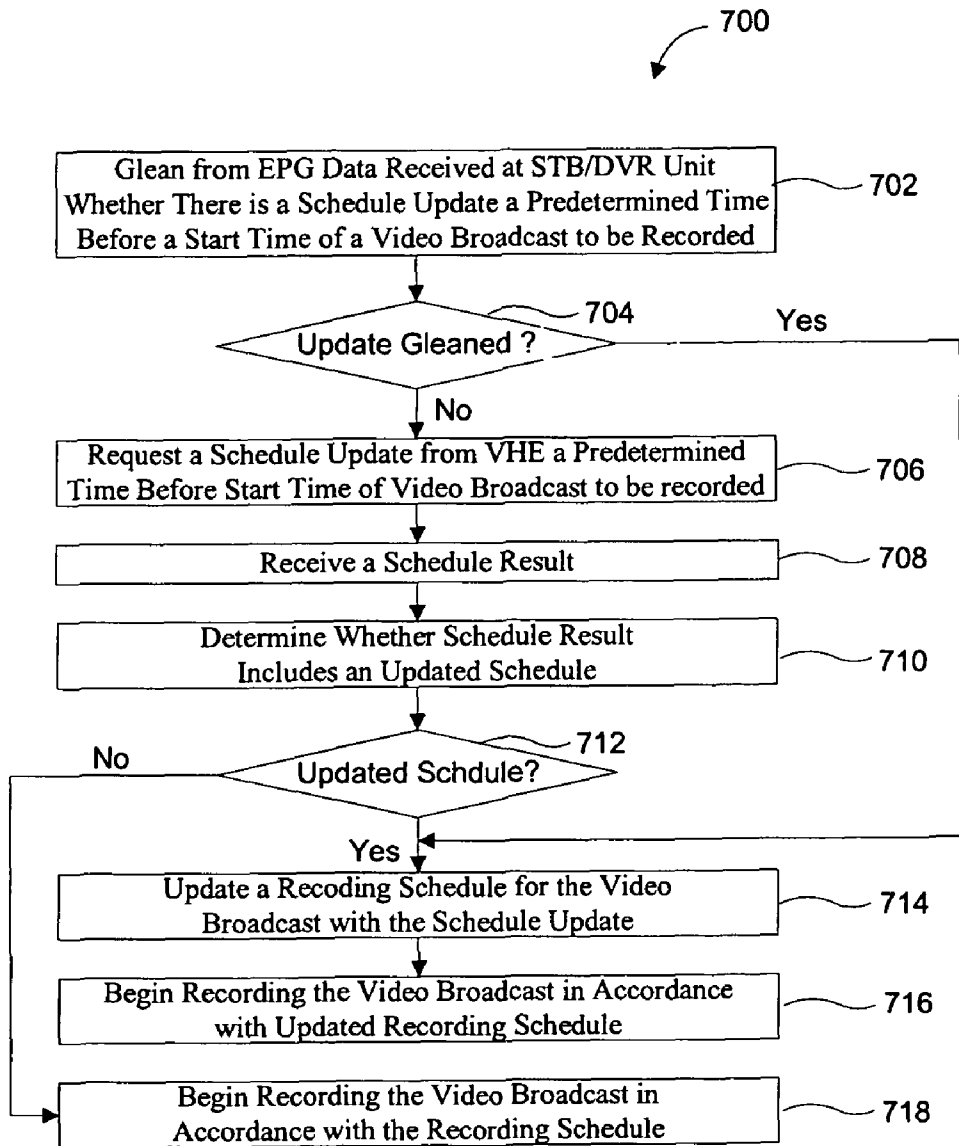 700
Glean from EPG Data Received at STB/DVR Unit
Whether There is a Schedule Update a Predetermined Time
Before a Start Time of a Video Broadcast to be Recorded
702
704
Update Gleaned ?
Yes
No
Request a Schedule Update from VHE a Predetermined
Time Before Start Time of Video Broadcast to be recorded
706
Receive a Schedule Result
708
Determine Whether Schedule Result
Includes an Updated Schedule
710
712
No
Updated Schdule?
Yes
Update a Recoding Schedule for the Video
Broadcast with the Schedule Update
714
Begin Recording the Video Broadcast in Accordance
with Updated Recording Schedule
716
Begin Recording the Video Broadcast in
Accordance with the Recording Schedule
718